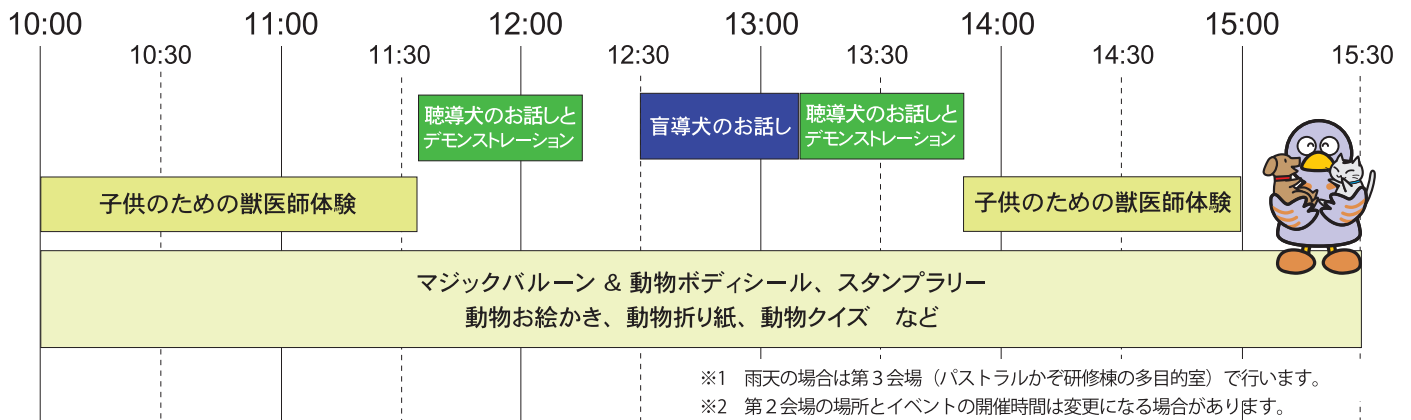 10:00 11:00 12:00 13:00 14:00 15:00
10:30 11:30 12:30 13:30 14:30 15:30
聴導犬のお話しと
デモンストレーション
盲導犬のお話し
聴導犬のお話しと
デモンストレーション
子供のための獣医師体験
子供のための獣医師体験
マジックバルーン & 動物ボディシール、スタンプラリー
動物お絵かき、動物折り紙、動物クイズ　など
※1　雨天の場合は第３会場（パストラルかぞ研修棟の多目的室）で行います。
※2　第２会場の場所とイベントの開催時間は変更になる場合があります。